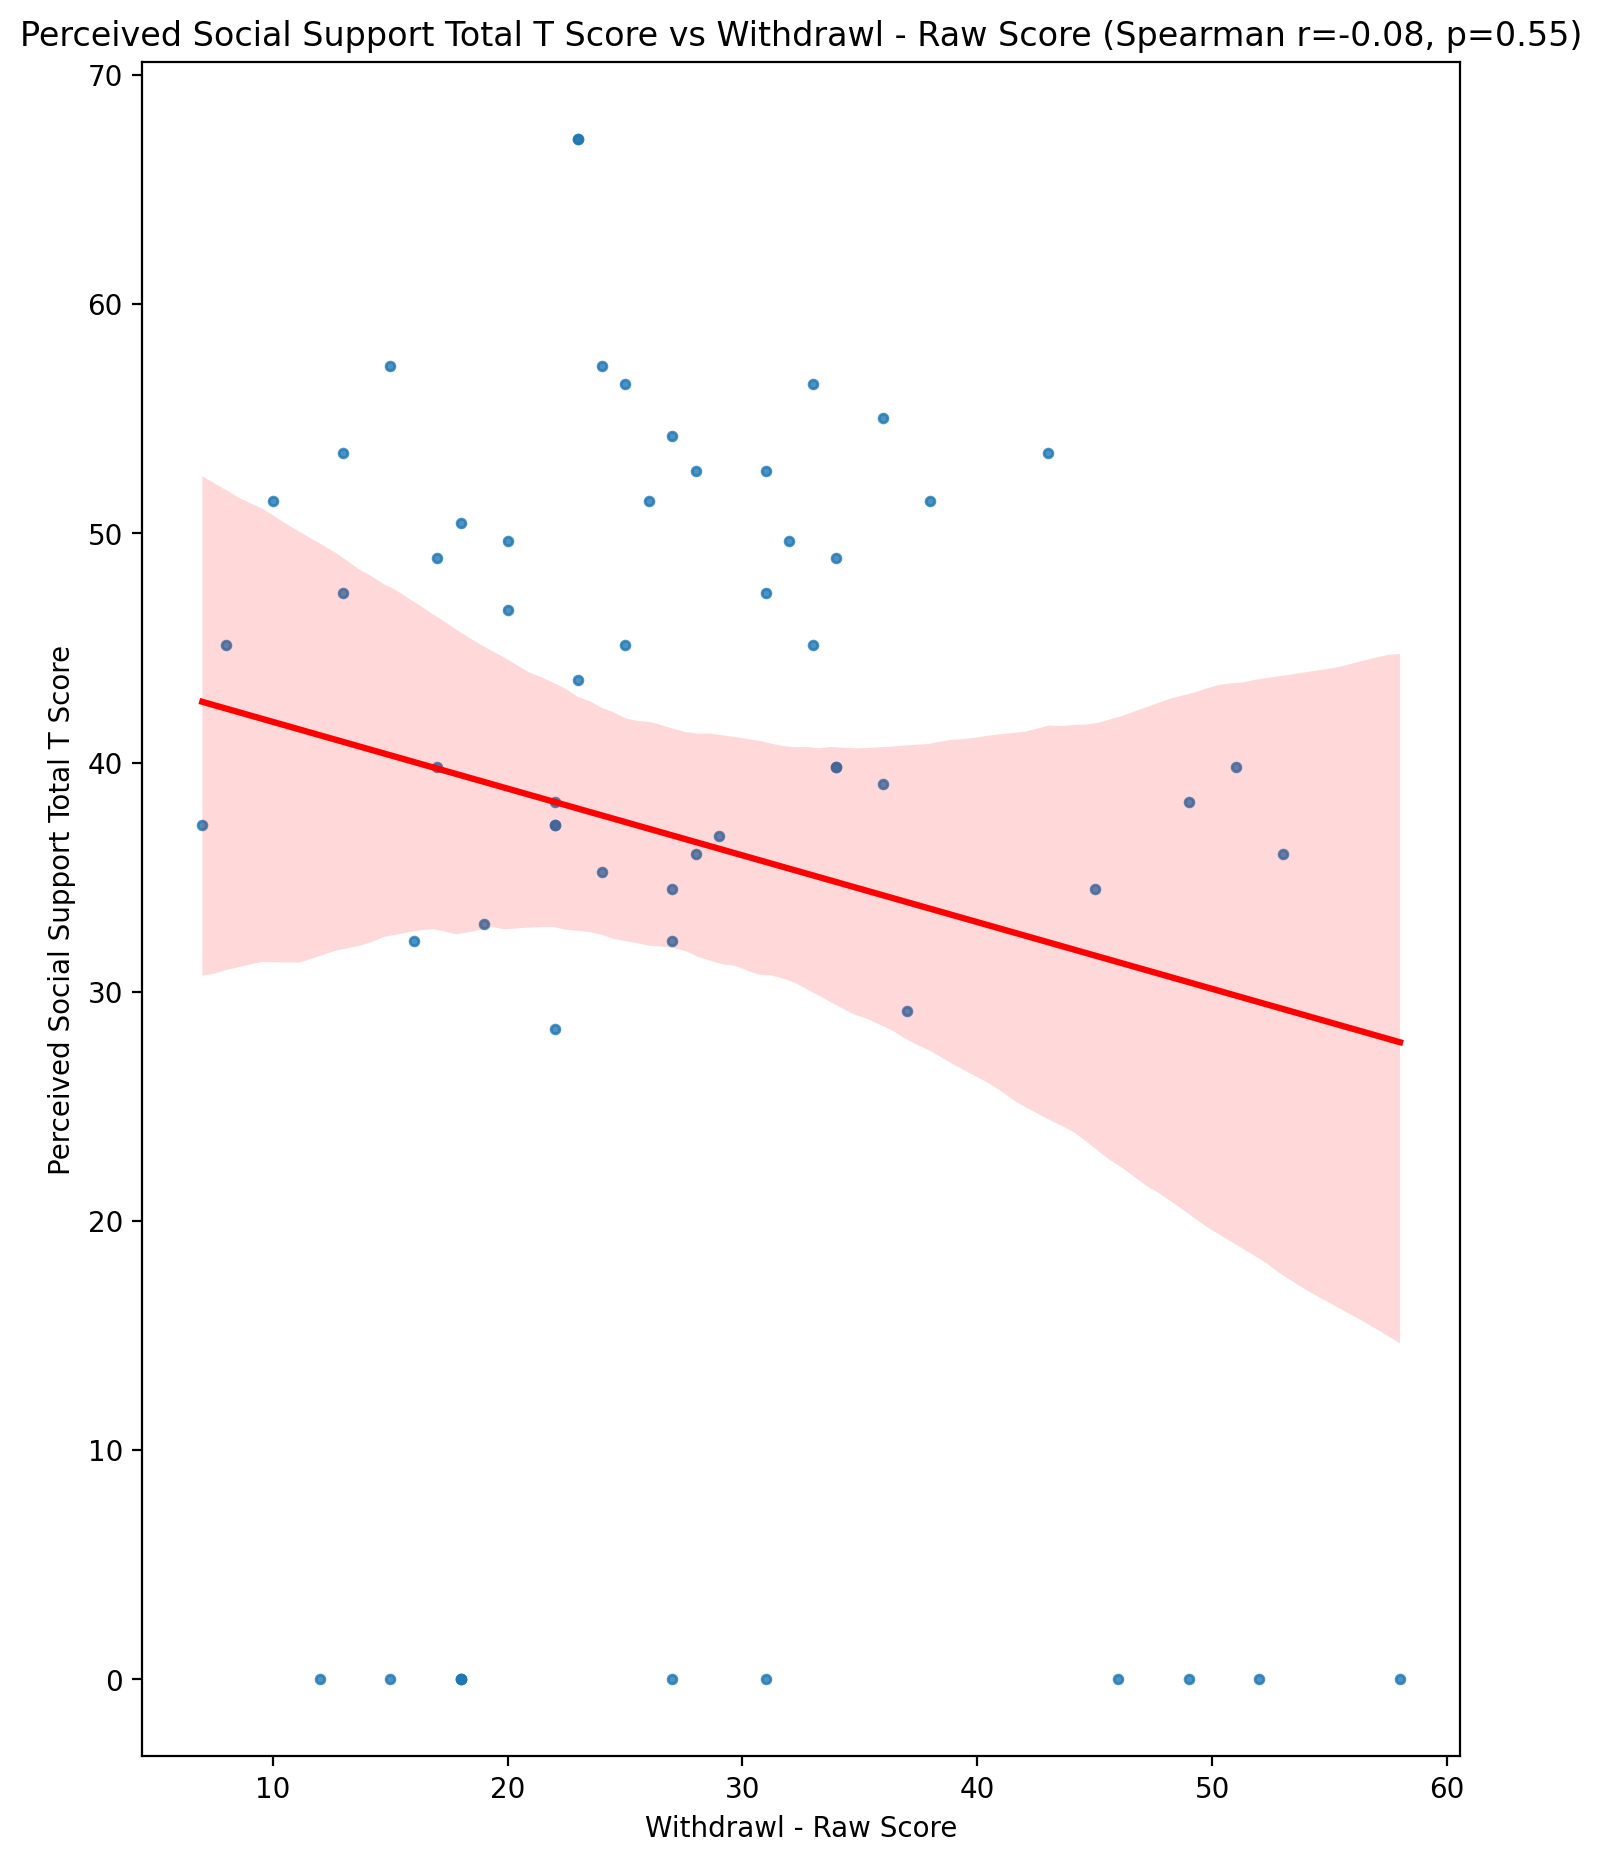 Perceived Social Support Total T Score vs Withdrawl - Raw Score (Spearman r=-0.08, p=0.55)
Perceived Social Support Total T Score
70
60
50
40
30
20
10
0
10 20 30 40 50 60
Withdrawl - Raw Score